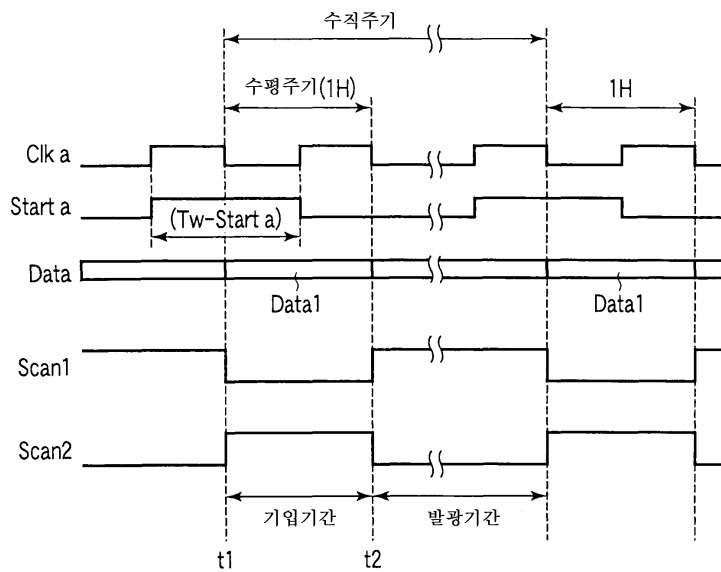 수직주기
수평주기(1H)
1H
Clk a
Start a
(Tw-Start a)
Data
Data1
Data1
Scan1
Scan2
기입기간
발광기간
t1
t2